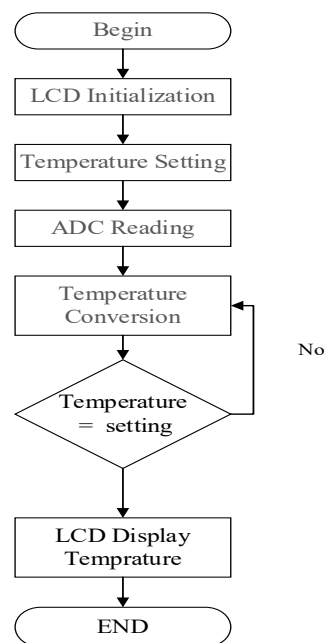 Begin
LCD Initialization
Temperature Setting
ADC Reading
Temperature
Conversion
No
Temperature
= setting
LCD Display
Temprature
END